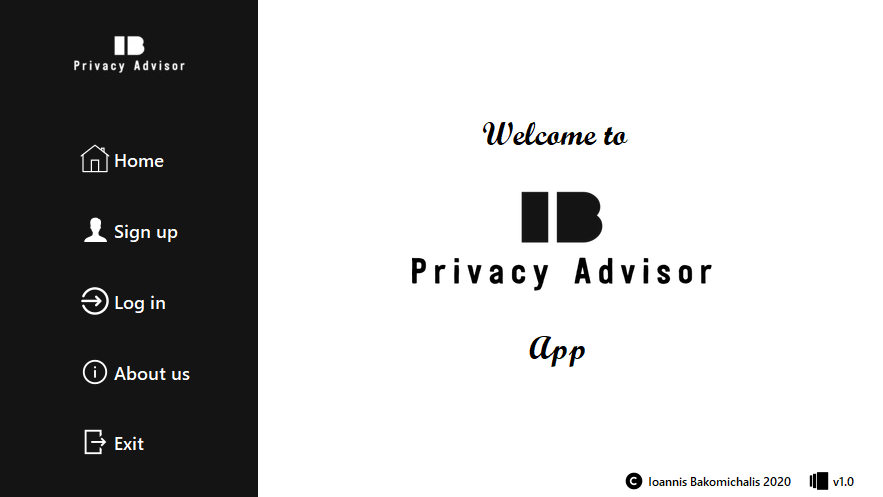 IB
Privacy Advisor
Home
Sign up
Log in
About us
Exit
Welcome to
IB
Privacy Advisor
App
C Ioannis Bakomichalis 2020
v1.0